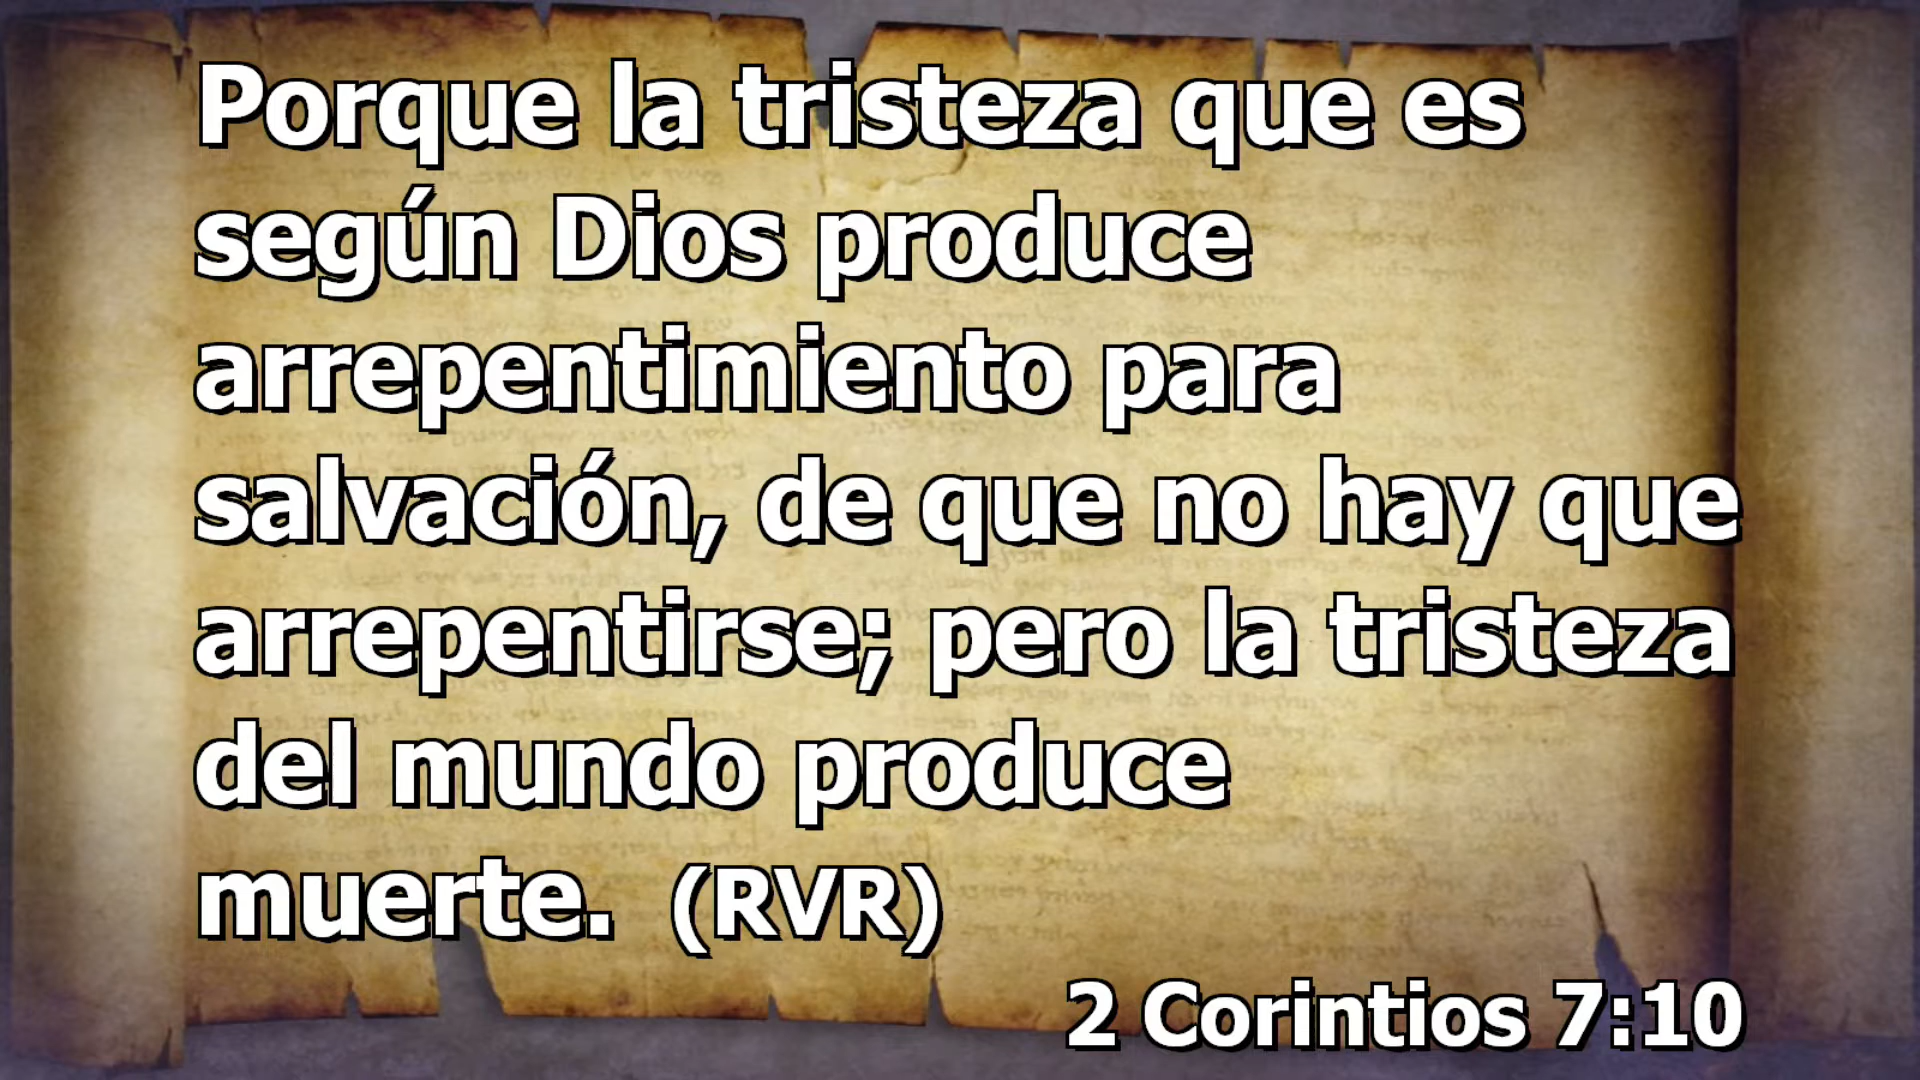 Porque la tristeza que es
según Dios produce
arrepentimiento para
salvación, de que no hay que
arrepentirse; pero la tristeza
del mundo produce
muerte. (RVR)
2 Corintios 7:10